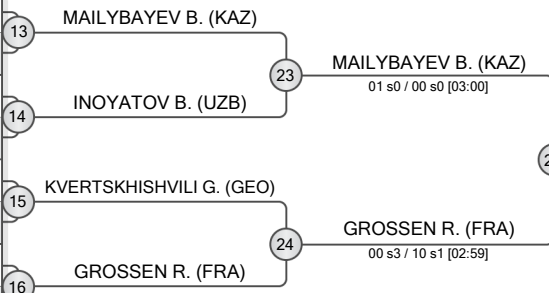 MAILYBAYEV B. (KAZ)
13
23
MAILYBAYEV B. (KAZ)
01 s0 / 00 s0 [03:00]
INOYATOV B. (UZB)
14
KVERTSKHISHVILI G. (GEO)
15
24
GROSSEN R. (FRA)
00 s3 / 10 s1 [02:59]
GROSSEN R. (FRA)
16